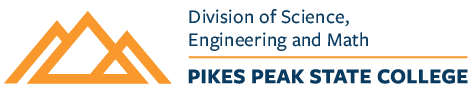 Division of Science,
Engineering and Math
PIKES PEAK STATE COLLEGE